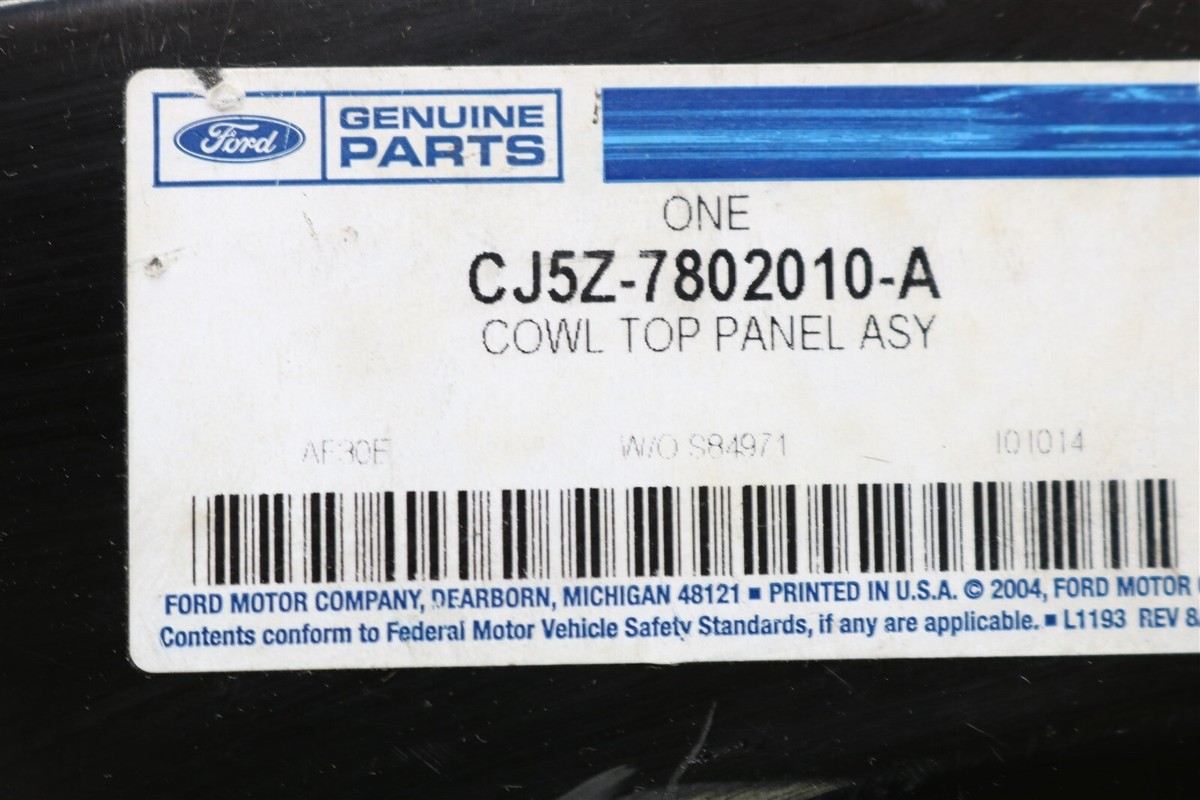 Ford
GENUINE
PARTS
ONE
CJ5Z-7802010-A
COWL TOP PANEL ASY
AF30E W/O S84971 101014
FORD MOTOR COMPANY, DEARBORN, MICHIGAN 48121 ■ PRINTED IN U.S.A. © 2004, FORD MOTOR
Contents conform to Federal Motor Vehicle Safety Standards, if any are applicable. ■ L1193 REV